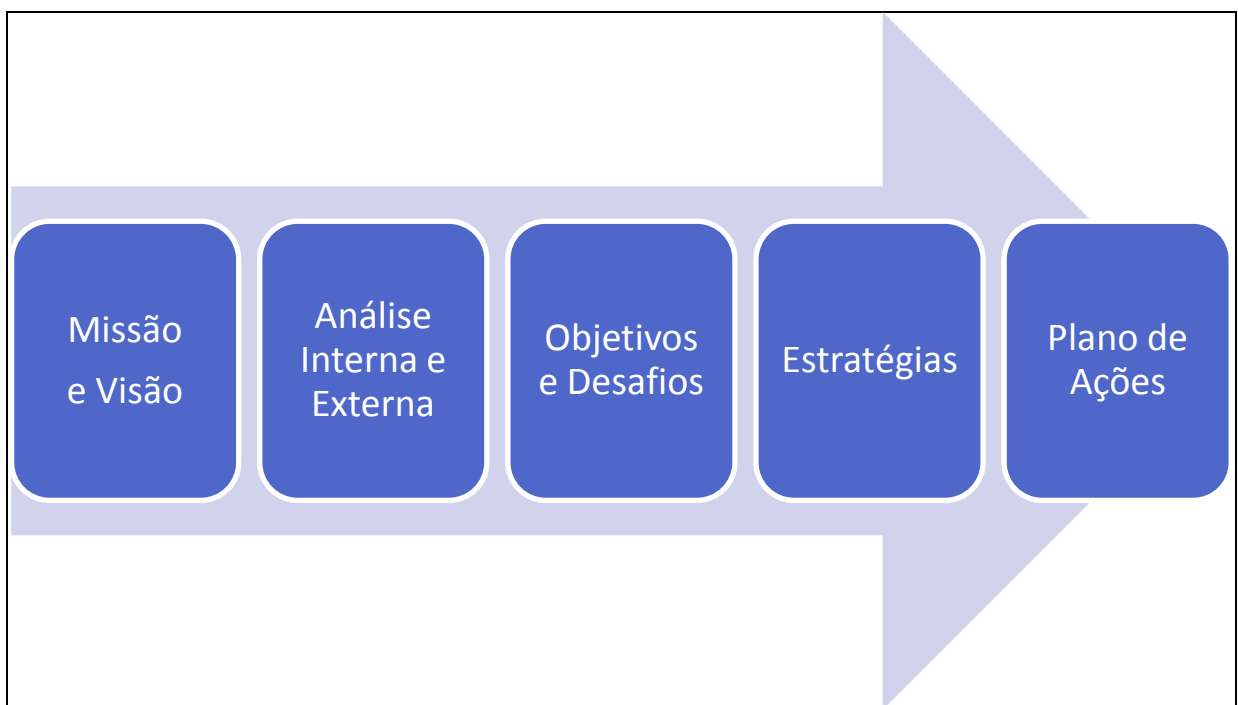 Missão
e Visão
Análise
Interna e
Externa
Objetivos
e Desafios
Estratégias
Plano de
Ações